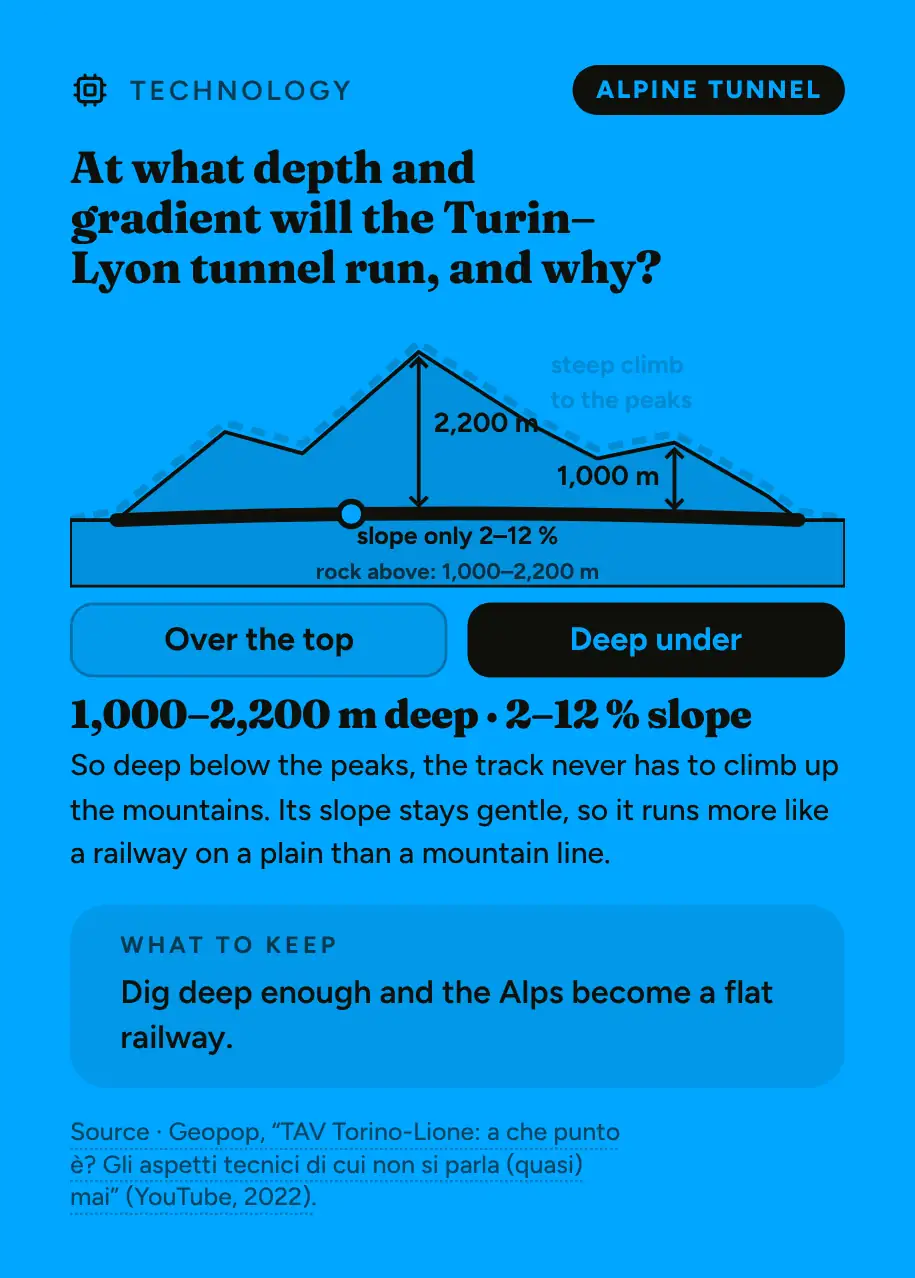 TECHNOLOGY
ALPINE TUNNEL
At what depth and
gradient will the Turin–
Lyon tunnel run, and why?
steep climb
to the peaks
2,200 m
1,000 m
slope only 2–12 %
rock above: 1,000–2,200 m
Over the top
Deep under
1,000–2,200 m deep · 2–12 % slope
So deep below the peaks, the track never has to climb up
the mountains. Its slope stays gentle, so it runs more like
a railway on a plain than a mountain line.
WHAT TO KEEP
Dig deep enough and the Alps become a flat
railway.
Source · Geopop, “TAV Torino-Lione: a che punto
è? Gli aspetti tecnici di cui non si parla (quasi)
mai” (YouTube, 2022).